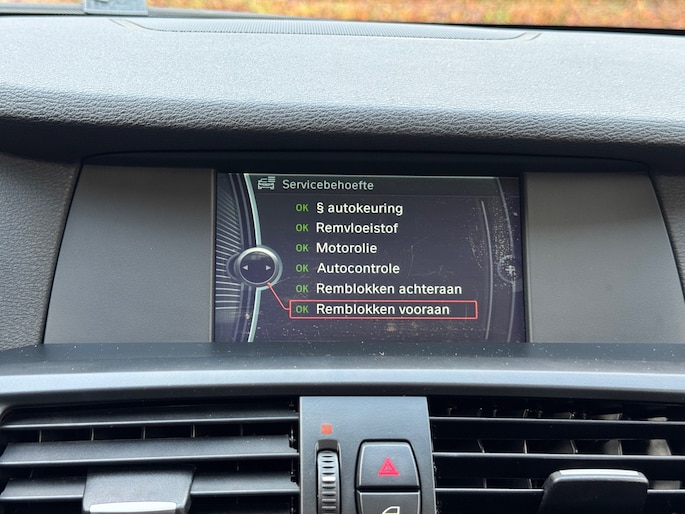 Servicebehoefte
OK § autokeuring
OK Remvloeistof
OK Motorolie
OK Autocontrole
OK Remblokken achteraan
OK Remblokken vooraan